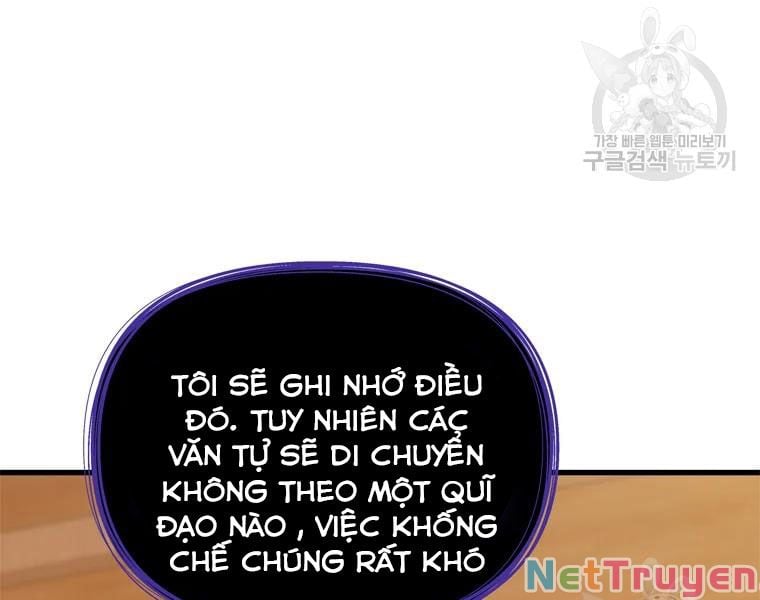 가장 빠른 웹툰 미리보기
구글검색 뉴토끼
TÔI SẼ GHI NHỚ ĐIỀU
ĐÓ. TUY NHIÊN CÁC
VĂN TỰ SẼ DI CHUYỂN
KHÔNG THEO MỘT QUĨ
ĐẠO NÀO , VIỆC KHỐNG
CHẾ CHÚNG RẤT KHÓ
NetTruyen